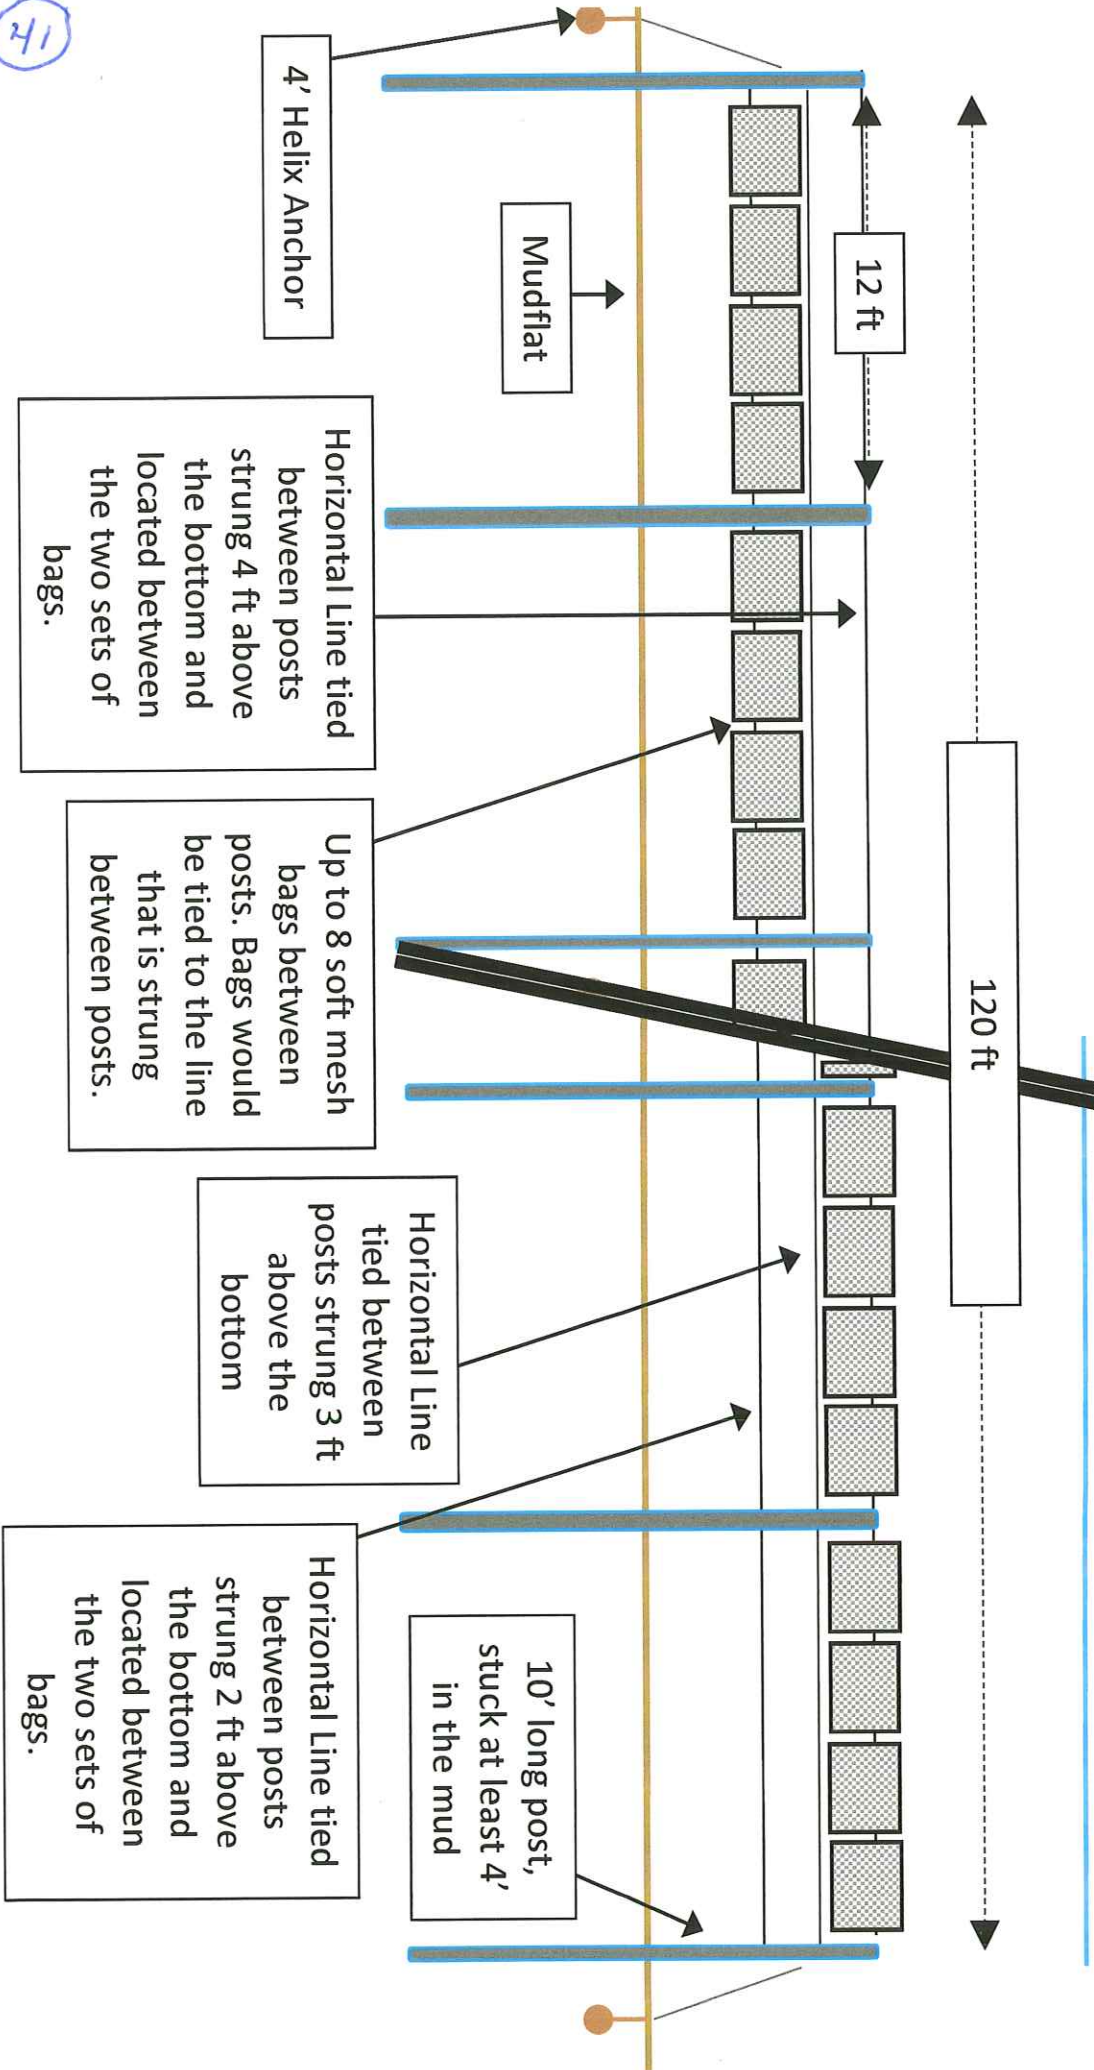 120 ft
12 ft
Mudflat
10' long post,
stuck at least 4'
in the mud
4' Helix Anchor
Horizontal Line tied
between posts
strung 4 ft above
the bottom and
located between
the two sets of
bags.
Up to 8 soft mesh
bags between
posts. Bags would
be tied to the line
that is strung
between posts.
Horizontal Line
tied between
posts strung 3 ft
above the
bottom
Horizontal Line tied
between posts
strung 2 ft above
the bottom and
located between
the two sets of
bags.
41